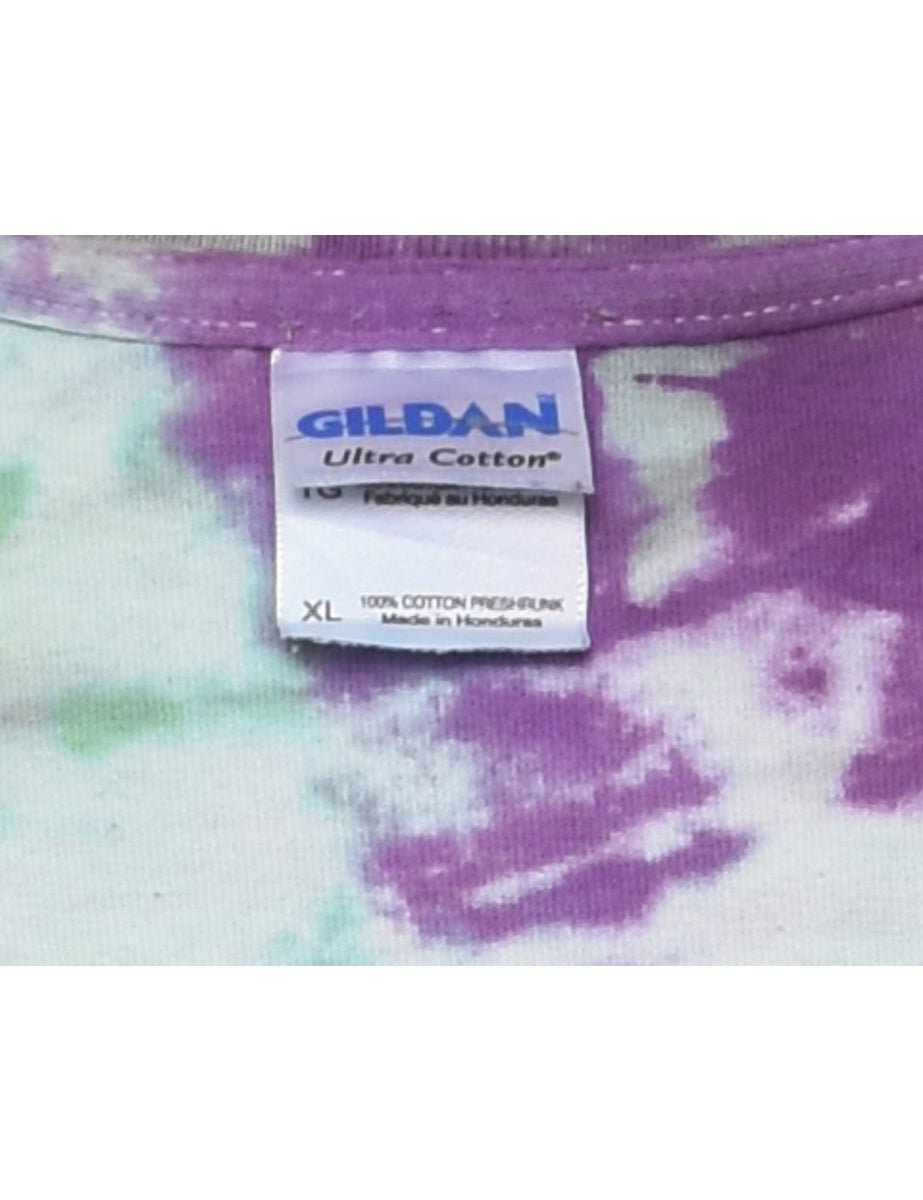 GILDAN
Ultra Cotton®
TG
Fabriqué au Honduras
XL
100% COTTON PRESHRUNK
Made in Honduras